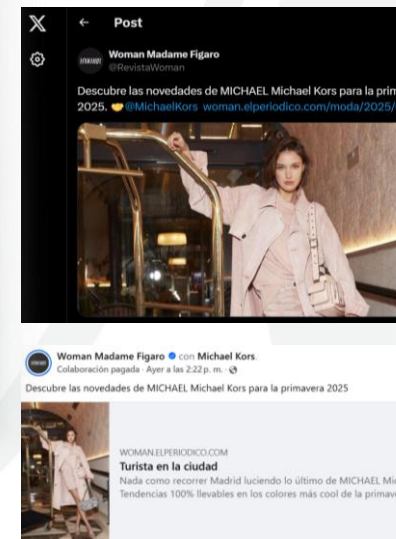 Post
Woman Madame Figaro
@RevistaWoman
Descubre las novedades de MICHAEL Michael Kors para la
2025. 🤝@MichaelKors woman.elperiodico.com/moda/2025/
Woman Madame Figaro con Michael Kors.
Colaboración pagada · Ayer a las 2:22 p. m. ·
Descubre las novedades de MICHAEL Michael Kors para la primavera 2025
WOMAN.ELPERIODICO.COM
Turista en la ciudad
Nada como recorrer Madrid luciendo lo último de MICHAEL
Tendencias 100% llevables en los colores más cool de la